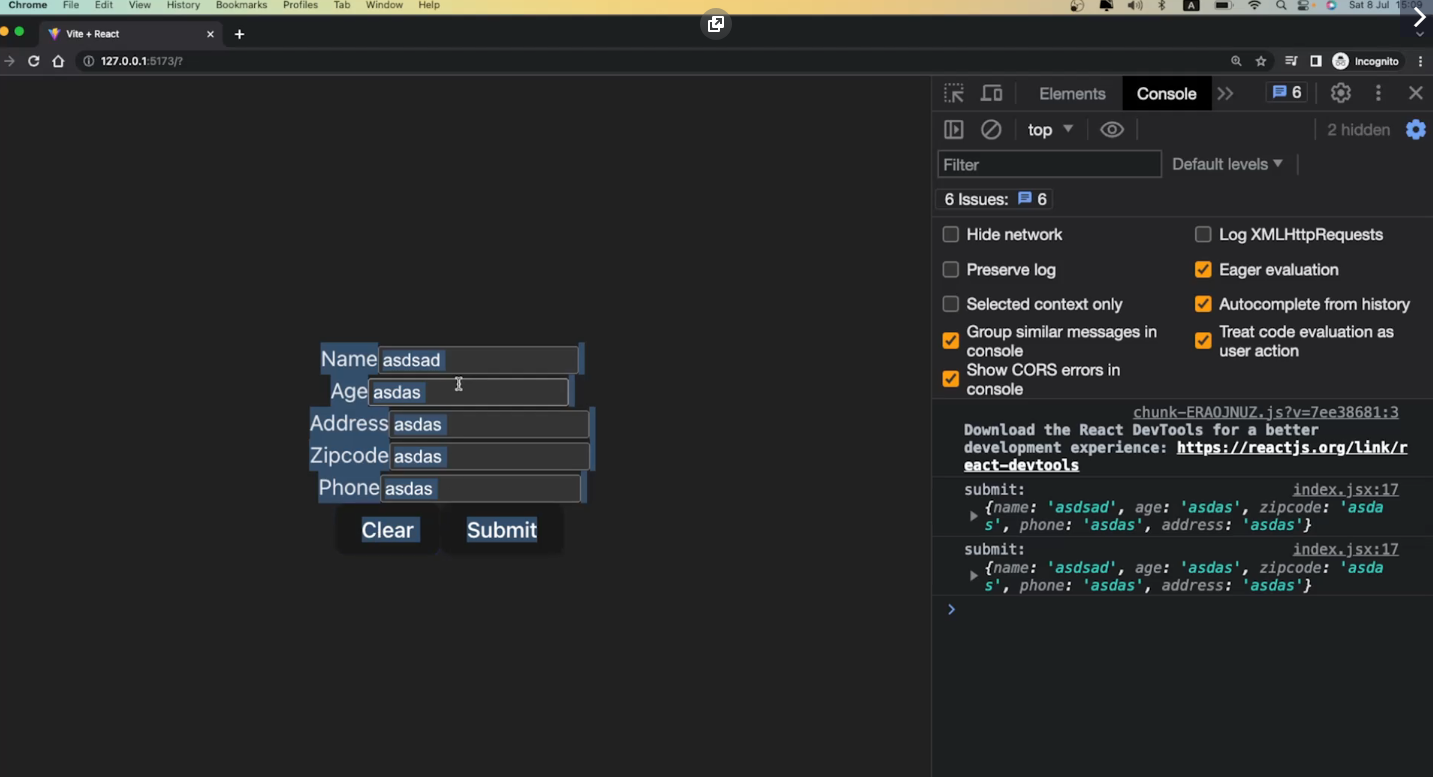 Chrome File Edit View History Bookmarks Profiles Tab Window Help A Sat 8 Jul 15:09
Vite + React
127.0.0.1:5173/? Incognito
Elements Console 6
top 2 hidden
Filter Default levels
6 Issues: 6
Hide network Log XMLHttpRequests
Preserve log Eager evaluation
Selected context only Autocomplete from history
Group similar messages in console
Treat code evaluation as user action
Show CORS errors in console
Name asdsad
Age asdas
Address asdas
Zipcode asdas
Phone asdas
Clear Submit
chunk-ERAOJNUZ.js?v=7ee38681:3
Download the React DevTools for a better
development experience: https://reactjs.org/link/r
eact-devtools
submit: index.jsx:17
{name: 'asdsad', age: 'asdas', zipcode: 'asda
s', phone: 'asdas', address: 'asdas'}
submit: index.jsx:17
{name: 'asdsad', age: 'asdas', zipcode: 'asda
s', phone: 'asdas', address: 'asdas'}